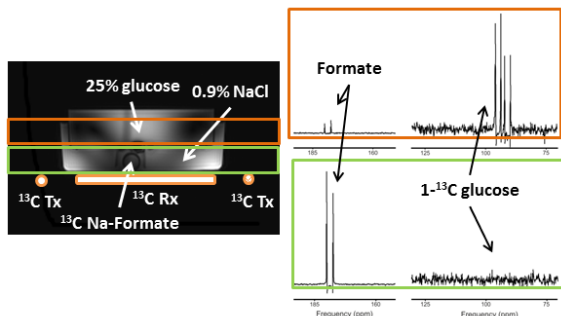 25% glucose
0.9% NaCl
¹³C Tx
¹³C Rx
¹³C Tx
¹³C Na-Formate
Formate
1-¹³C glucose
185
160
125
100
75
185
160
125
100
75
Frequency (ppm)
Frequency (ppm)